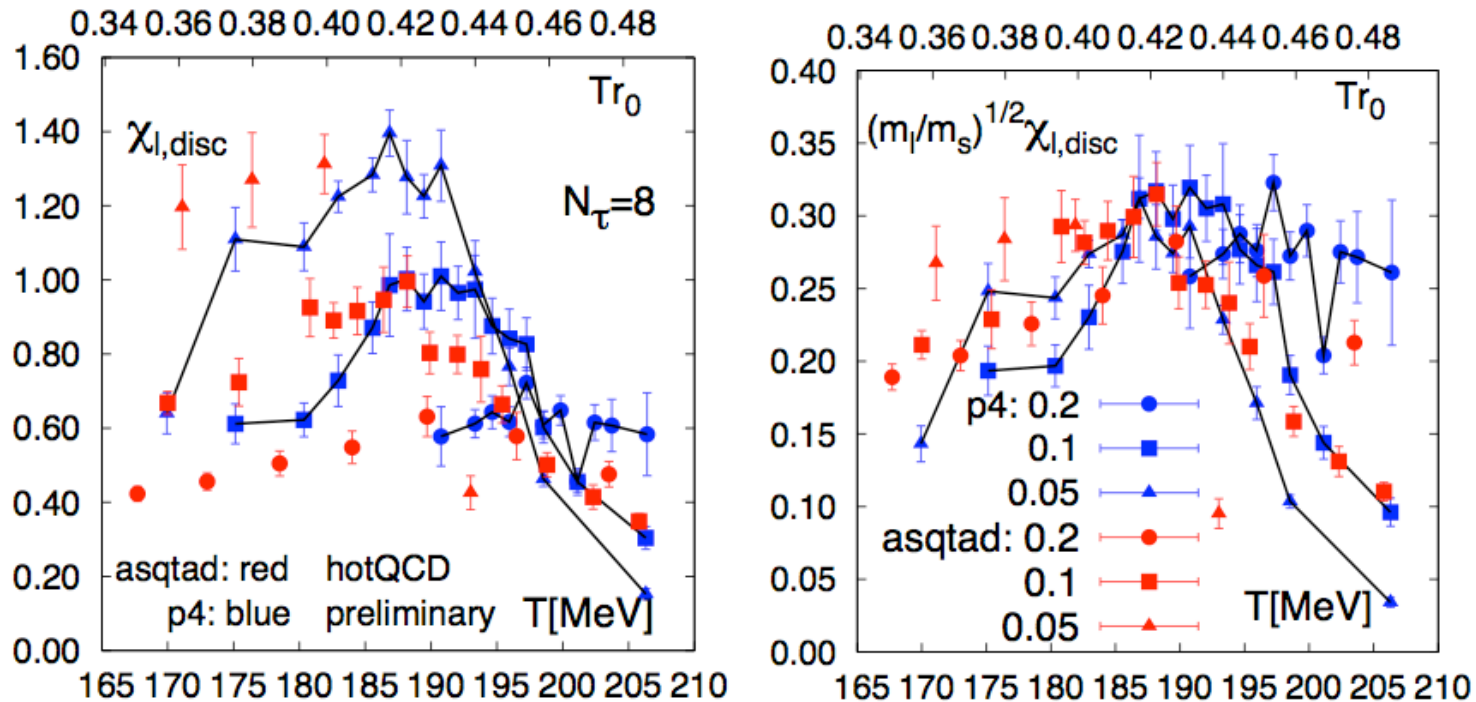 0.34 0.36 0.38 0.40 0.42 0.44 0.46 0.48
1.60
1.40
1.20
1.00
0.80
0.60
0.40
0.20
0.00
Tr₀
χl,disc
Nτ=8
asqtad: red hotQCD
p4: blue preliminary
T[MeV]
165 170 175 180 185 190 195 200 205 210
0.34 0.36 0.38 0.40 0.42 0.44 0.46 0.48
0.40
0.35
0.30
0.25
0.20
0.15
0.10
0.05
0.00
Tr₀
(ml/ms)^1/2χl,disc
p4: 0.2
0.1
0.05
asqtad: 0.2
0.1
0.05
T[MeV]
165 170 175 180 185 190 195 200 205 210